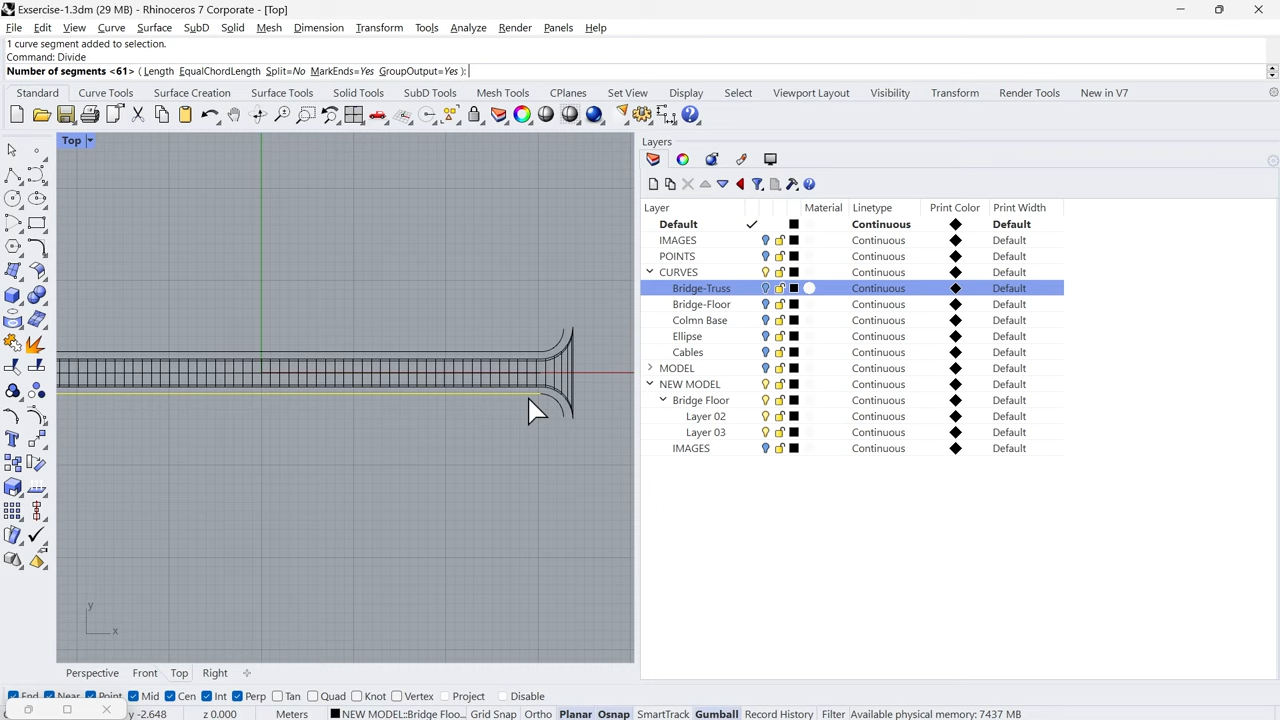 Exsercise-1.3dm (29 MB) - Rhinoceros 7 Corporate - [Top]
File Edit View Curve Surface SubD Solid Mesh Dimension Transform Tools Analyze Render Panels Help
1 curve segment added to selection.
Command: Divide
Number of segments <61> ( Length EqualChordLength Split=No MarkEnds=Yes GroupOutput=Yes ):
Standard Curve Tools Surface Creation Surface Tools Solid Tools SubD Tools Mesh Tools CPlanes Set View Display Select Viewport Layout Visibility Transform Render Tools New in V7
Top
Layers
Layer Material Linetype Print Color Print Width
Default Continuous Default
IMAGES Continuous Default
POINTS Continuous Default
CURVES Continuous Default
Bridge-Truss Continuous Default
Bridge-Floor Continuous Default
Colmn Base Continuous Default
Ellipse Continuous Default
Cables Continuous Default
MODEL Continuous Default
NEW MODEL Continuous Default
Bridge Floor Continuous Default
Layer 02 Continuous Default
Layer 03 Continuous Default
IMAGES Continuous Default
y
x
Perspective Front Top Right
End Near Point Mid Cen Int Perp Tan Quad Knot Vertex Project Disable
y -2.648 z 0.000 Meters NEW MODEL::Bridge Floo... Grid Snap Ortho Planar Osnap SmartTrack Gumball Record History Filter Available physical memory: 7437 MB